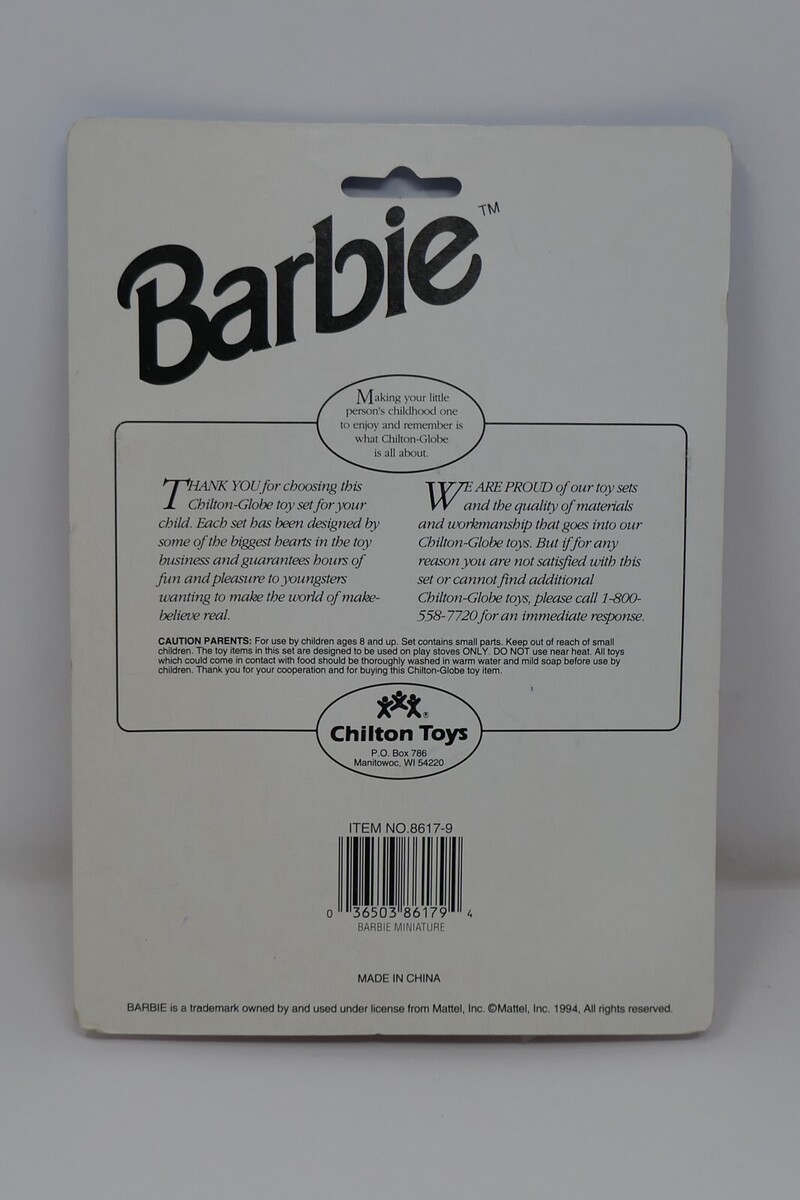 Barbie™
Making your little
person's childhood one
to enjoy and remember is
what Chilton-Globe
is all about.
THANK YOU for choosing this
Chilton-Globe toy set for your
child. Each set has been designed by
some of the biggest hearts in the toy
business and guarantees hours of
fun and pleasure to youngsters
wanting to make the world of make-
believe real.
WE ARE PROUD of our toy sets
and the quality of materials
and workmanship that goes into our
Chilton-Globe toys. But if for any
reason you are not satisfied with this
set or cannot find additional
Chilton-Globe toys, please call 1-800-
558-7720 for an immediate response.
CAUTION PARENTS: For use by children ages 8 and up. Set contains small parts. Keep out of reach of small
children. The toy items in this set are designed to be used on play stoves ONLY. DO NOT use near heat. All toys
which could come in contact with food should be thoroughly washed in warm water and mild soap before use by
children. Thank you for your cooperation and for buying this Chilton-Globe toy item.
®
Chilton Toys
P.O. Box 786
Manitowoc, WI 54220
ITEM NO.8617-9
0 36503 86179 4
BARBIE MINIATURE
MADE IN CHINA
BARBIE is a trademark owned by and used under license from Mattel, Inc. ©Mattel, Inc. 1994, All rights reserved.